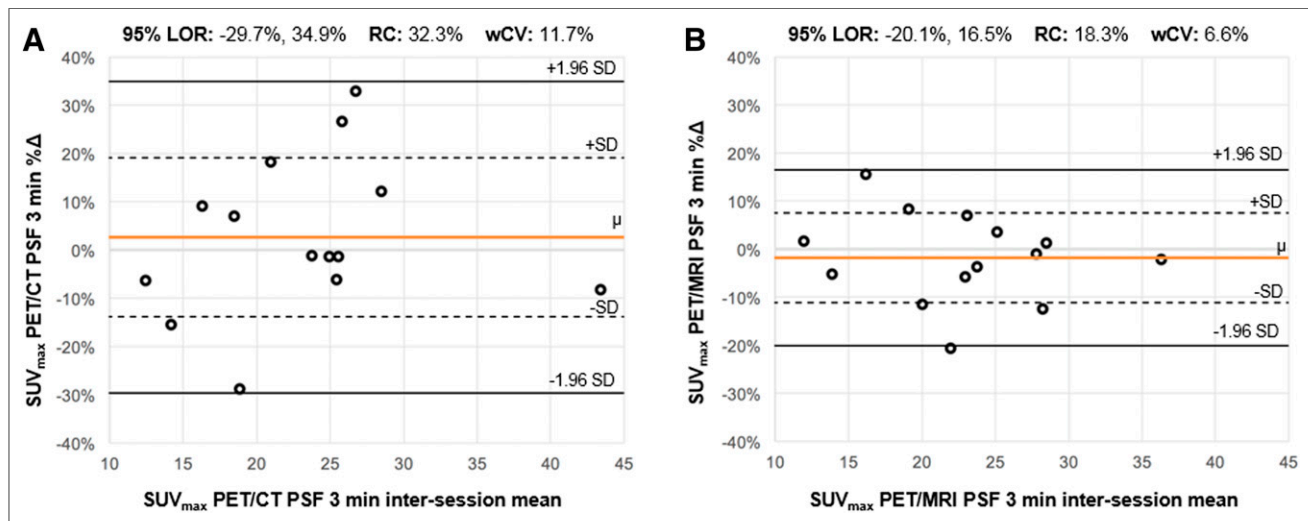 A
95% LOR: -29.7%, 34.9% RC: 32.3% wCV: 11.7%
40%
30%
20%
10%
0%
-10%
-20%
-30%
-40%
SUVmax PET/CT PSF 3 min %Δ
+1.96 SD
+SD
μ
-SD
-1.96 SD
10 15 20 25 30 35 40 45
SUVmax PET/CT PSF 3 min inter-session mean
B
95% LOR: -20.1%, 16.5% RC: 18.3% wCV: 6.6%
40%
30%
20%
10%
0%
-10%
-20%
-30%
-40%
SUVmax PET/MRI PSF 3 min %Δ
+1.96 SD
+SD
μ
-SD
-1.96 SD
10 15 20 25 30 35 40 45
SUVmax PET/MRI PSF 3 min inter-session mean